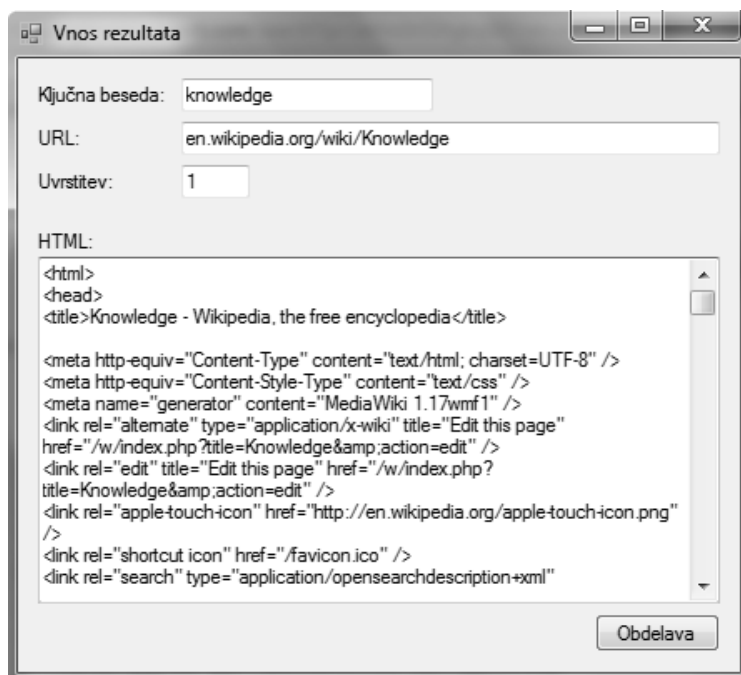 Vnos rezultata
Ključna beseda: knowledge
URL: en.wikipedia.org/wiki/Knowledge
Uvrstitev: 1
HTML:
<html>
<head>
<title>Knowledge - Wikipedia, the free encyclopedia</title>
<meta http-equiv="Content-Type" content="text/html; charset=UTF-8" />
<meta http-equiv="Content-Style-Type" content="text/css" />
<meta name="generator" content="MediaWiki 1.17wmf1" />
<link rel="alternate" type="application/x-wiki" title="Edit this page"
href="/w/index.php?title=Knowledge&amp;action=edit" />
<link rel="edit" title="Edit this page" href="/w/index.php?
title=Knowledge&amp;action=edit" />
<link rel="apple-touch-icon" href="http://en.wikipedia.org/apple-touch-icon.png"
/>
<link rel="shortcut icon" href="/favicon.ico" />
<link rel="search" type="application/opensearchdescription+xml"
Obdelava